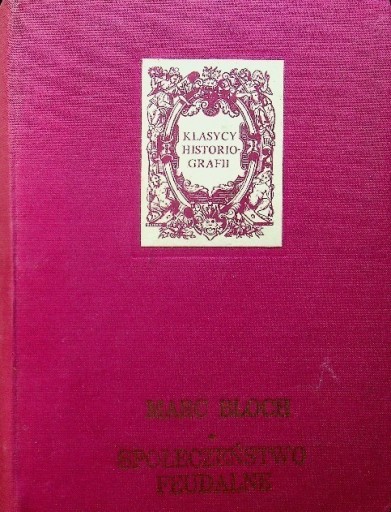 KLASYCY
HISTORIO-
GRAFII
MARC BLOCH
SPOŁECZEŃSTWO
FEUDALNE